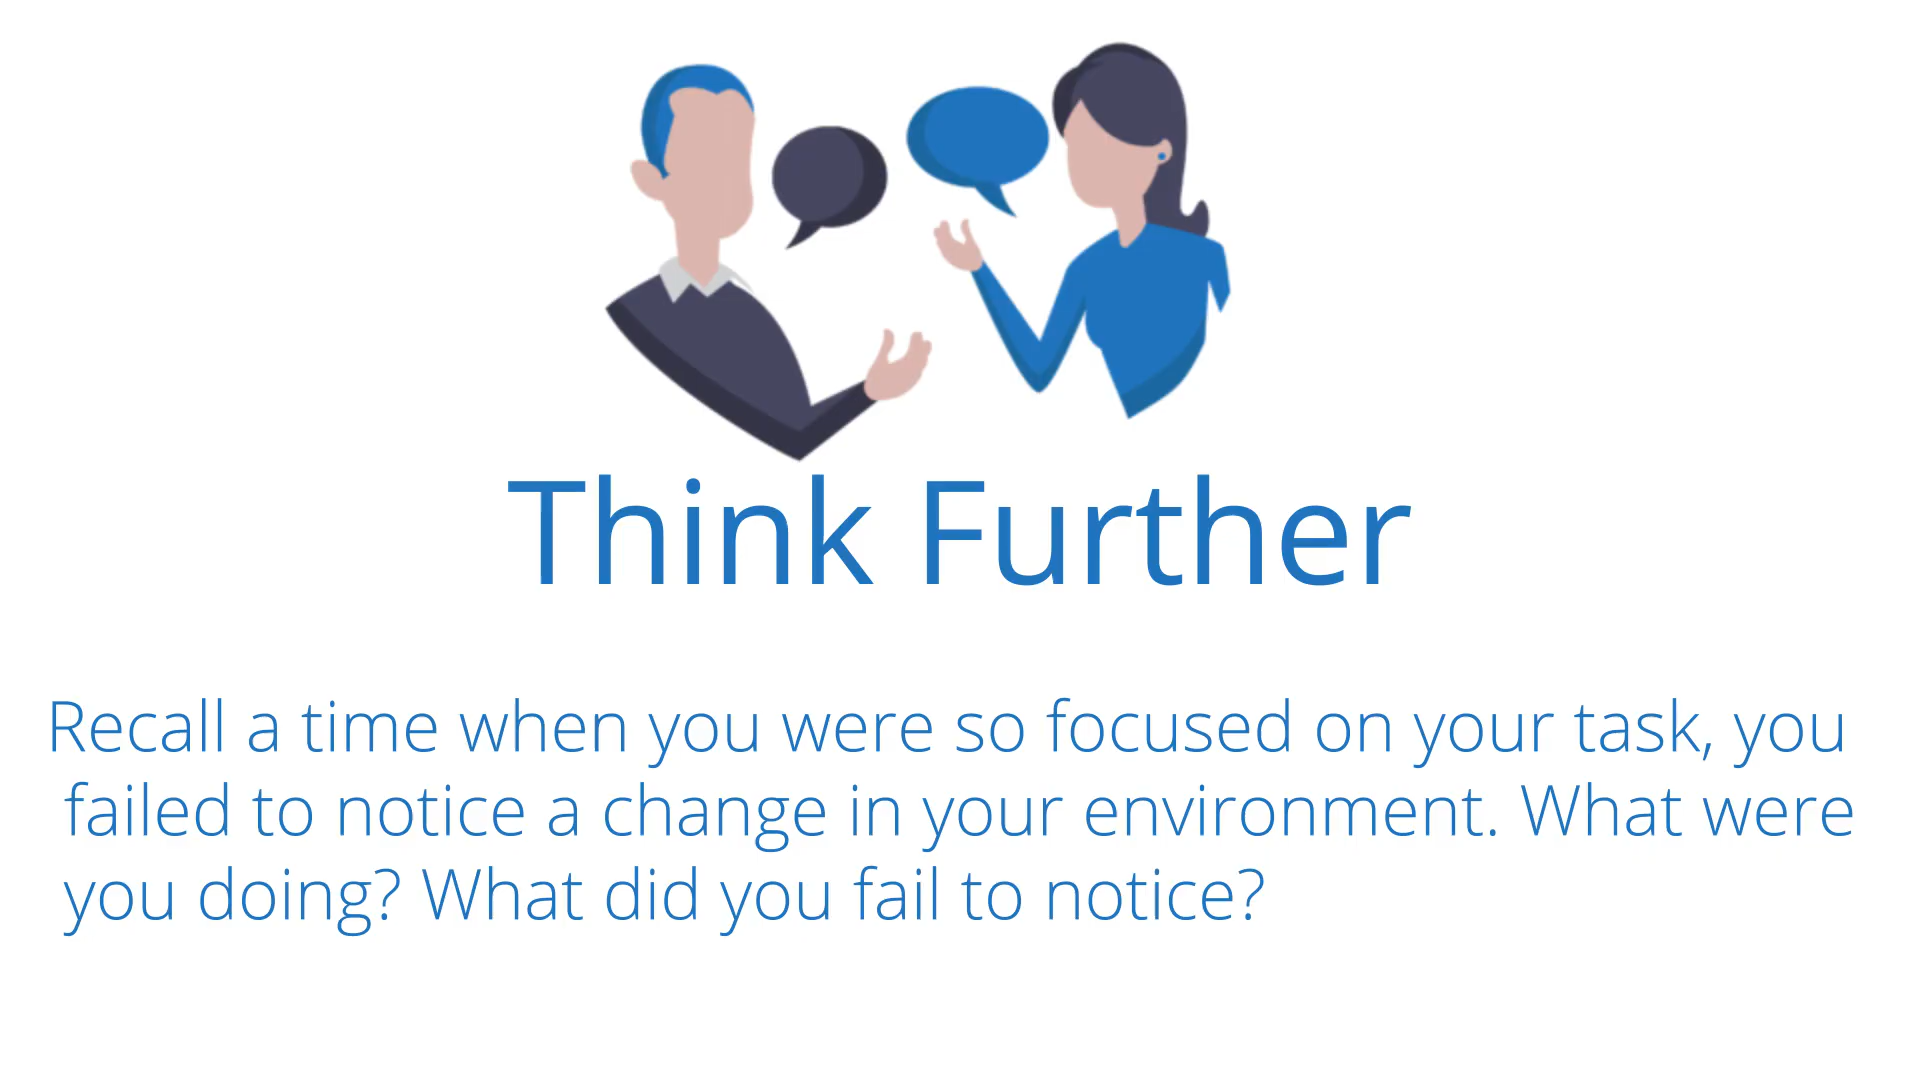 Think Further
Recall a time when you were so focused on your task, you
failed to notice a change in your environment. What were
you doing? What did you fail to notice?